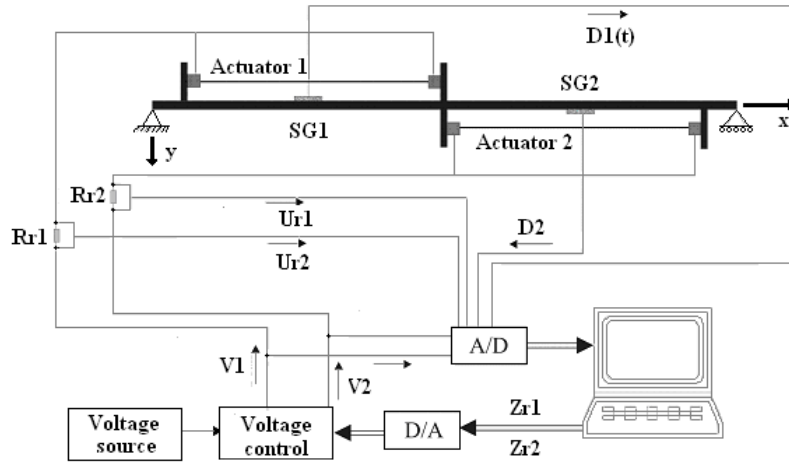 D1(t)
Actuator 1
SG2
SG1
x
y
Actuator 2
Rr2
Rr1
Ur1
Ur2
D2
A/D
V1
V2
Voltage
source
Voltage
control
D/A
Zr1
Zr2